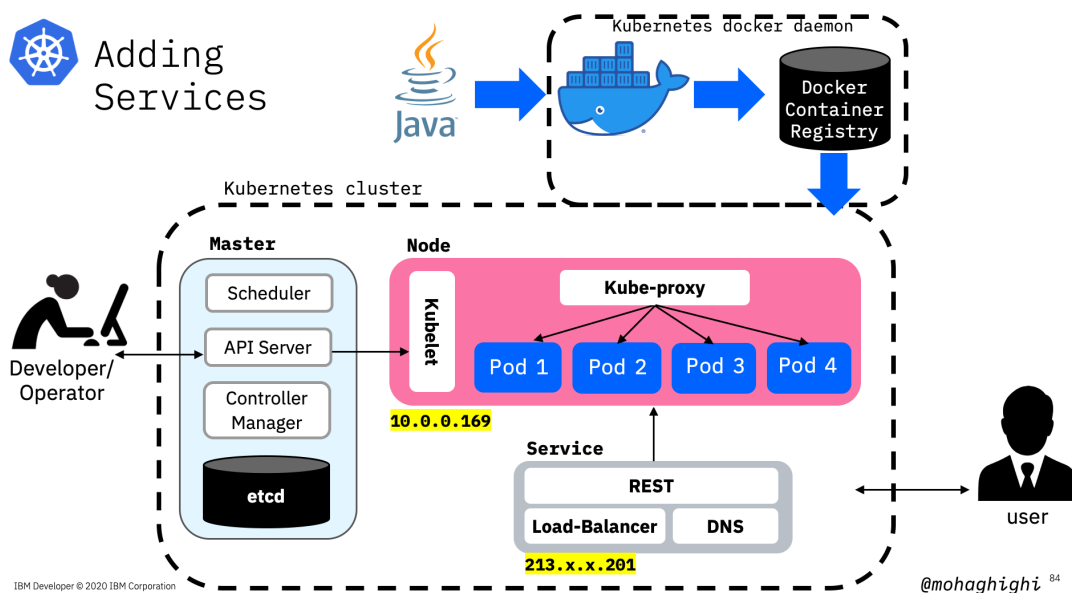 Adding
Services
Kubernetes docker daemon
Java
Docker
Container
Registry
Kubernetes cluster
Master
Scheduler
API Server
Controller
Manager
etcd
Developer/
Operator
Node
Kubelet
Kube-proxy
Pod 1
Pod 2
Pod 3
Pod 4
10.0.0.169
Service
REST
Load-Balancer
DNS
213.x.x.201
user
IBM Developer © 2020 IBM Corporation
@mohaghighi
84